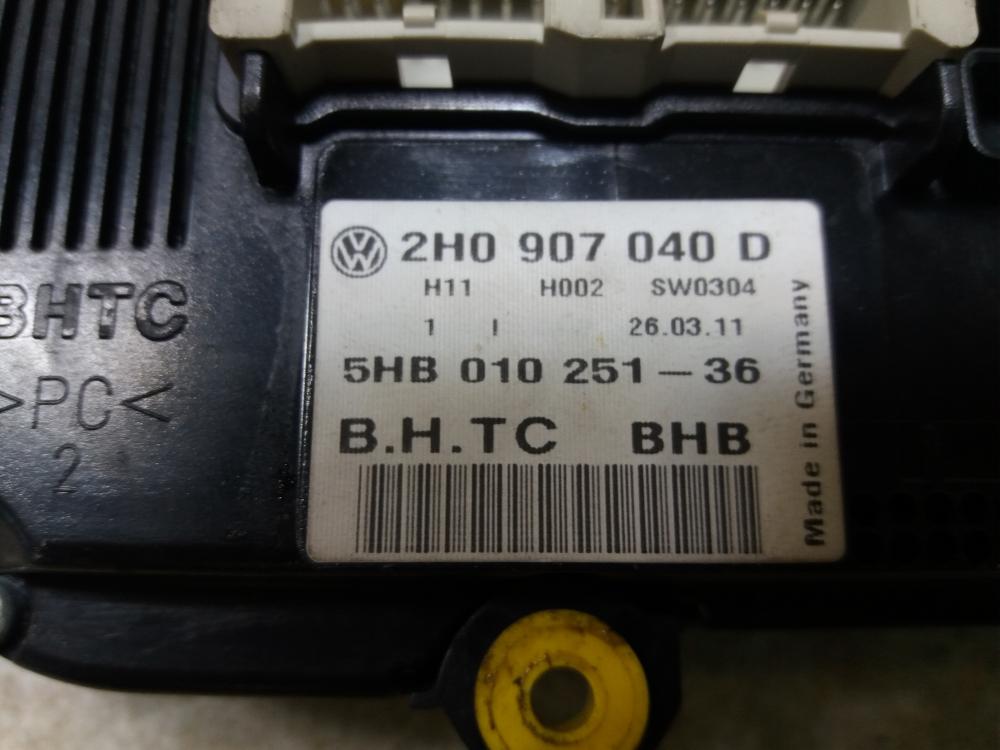 2H0 907 040 D
H11 H002 SW0304
1 I 26.03.11
5HB 010 251 – 36
B.H.TC BHB
Made in Germany
BHTC
>PC<
2